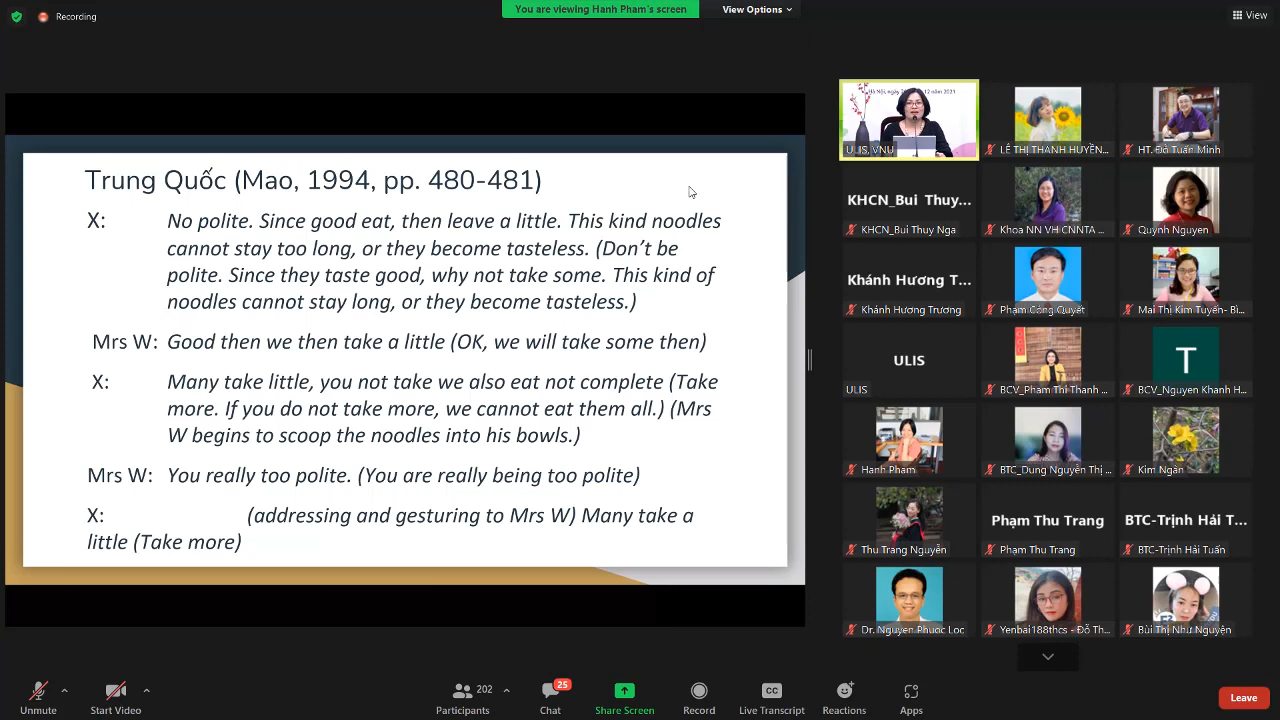 You are viewing Hanh Pham's screen
View Options
Recording
View
Trung Quốc (Mao, 1994, pp. 480-481)
X: No polite. Since good eat, then leave a little. This kind noodles
cannot stay too long, or they become tasteless. (Don't be
polite. Since they taste good, why not take some. This kind of
noodles cannot stay long, or they become tasteless.)
Mrs W: Good then we then take a little (OK, we will take some then)
X: Many take little, you not take we also eat not complete (Take
more. If you do not take more, we cannot eat them all.) (Mrs
W begins to scoop the noodles into his bowls.)
Mrs W: You really too polite. (You are really being too polite)
X: (addressing and gesturing to Mrs W) Many take a
little (Take more)
ULIS, VNU
LÊ THỊ THANH HUYỀN...
HT. Đỗ Tuấn Minh
KHCN_Bui Thuy...
KHCN_Bui Thuy Nga
Khoa NN VH CNNTA ...
Quynh Nguyen
Khánh Hương T...
Khánh Hương Trương
Phạm Công Quyết
Mai Thị Kim Tuyến- Bì...
ULIS
ULIS
BCV_Pham Thi Thanh ...
T
BCV_Nguyen Khanh H...
Hanh Pham
BTC_Dung Nguyễn Thị ...
Kim Ngân
Thu Trang Nguyễn
Phạm Thu Trang
Phạm Thu Trang
BTC-Trịnh Hải T...
BTC-Trịnh Hải Tuấn
Dr. Nguyen Phuoc Loc
Yenbai188thcs - Đỗ Th...
Bùi Thị Như Nguyện
Unmute
Start Video
202
Participants
25
Chat
Share Screen
Record
CC
Live Transcript
Reactions
Apps
Leave